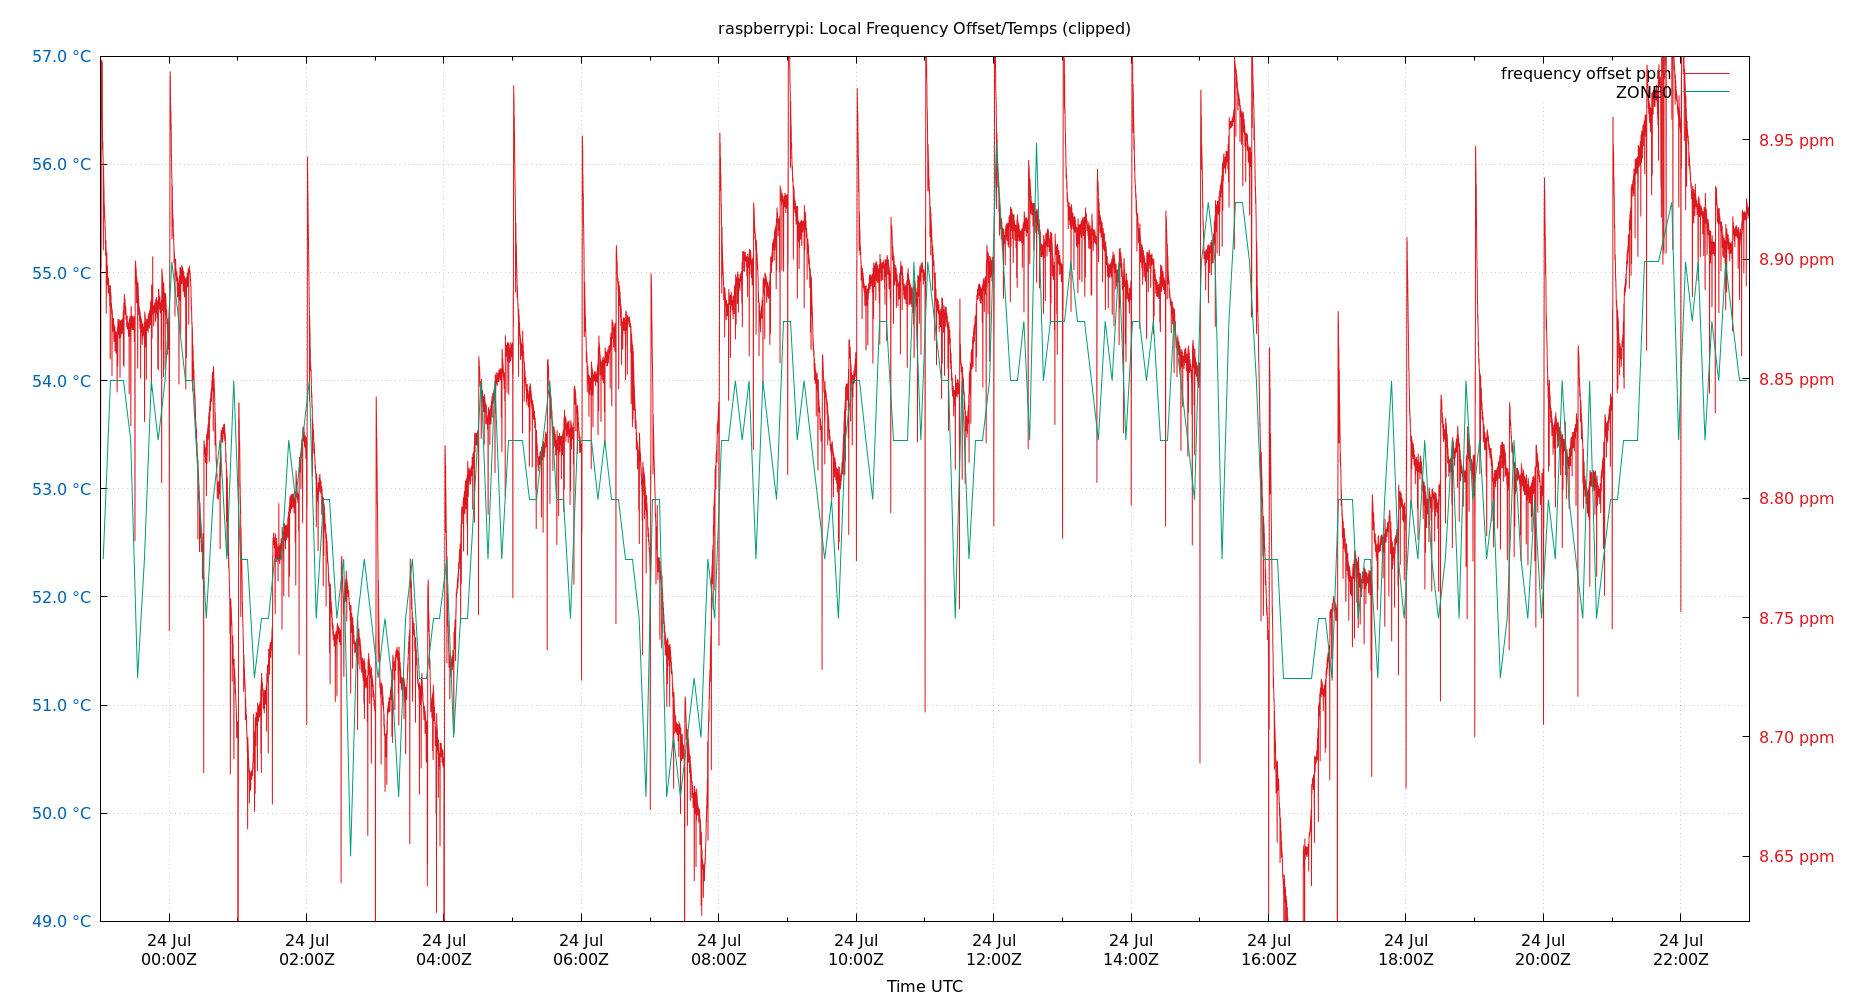 raspberrypi: Local Frequency Offset/Temps (clipped)
57.0 °C
56.0 °C
55.0 °C
54.0 °C
53.0 °C
52.0 °C
51.0 °C
50.0 °C
49.0 °C
frequency offset ppm
ZONE0
8.95 ppm
8.90 ppm
8.85 ppm
8.80 ppm
8.75 ppm
8.70 ppm
8.65 ppm
24 Jul 24 Jul 24 Jul 24 Jul 24 Jul 24 Jul 24 Jul 24 Jul 24 Jul 24 Jul 24 Jul 24 Jul
00:00Z 02:00Z 04:00Z 06:00Z 08:00Z 10:00Z 12:00Z 14:00Z 16:00Z 18:00Z 20:00Z 22:00Z
Time UTC